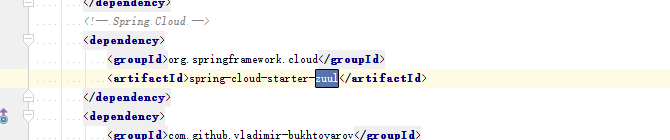 </dependency>
<!-- Spring Cloud -->
<dependency>
<groupId>org.springframework.cloud</groupId>
<artifactId>spring-cloud-starter-zuul</artifactId>
</dependency>
<dependency>
<groupId>com.github.vladimir-bukhtoyarov</groupId>